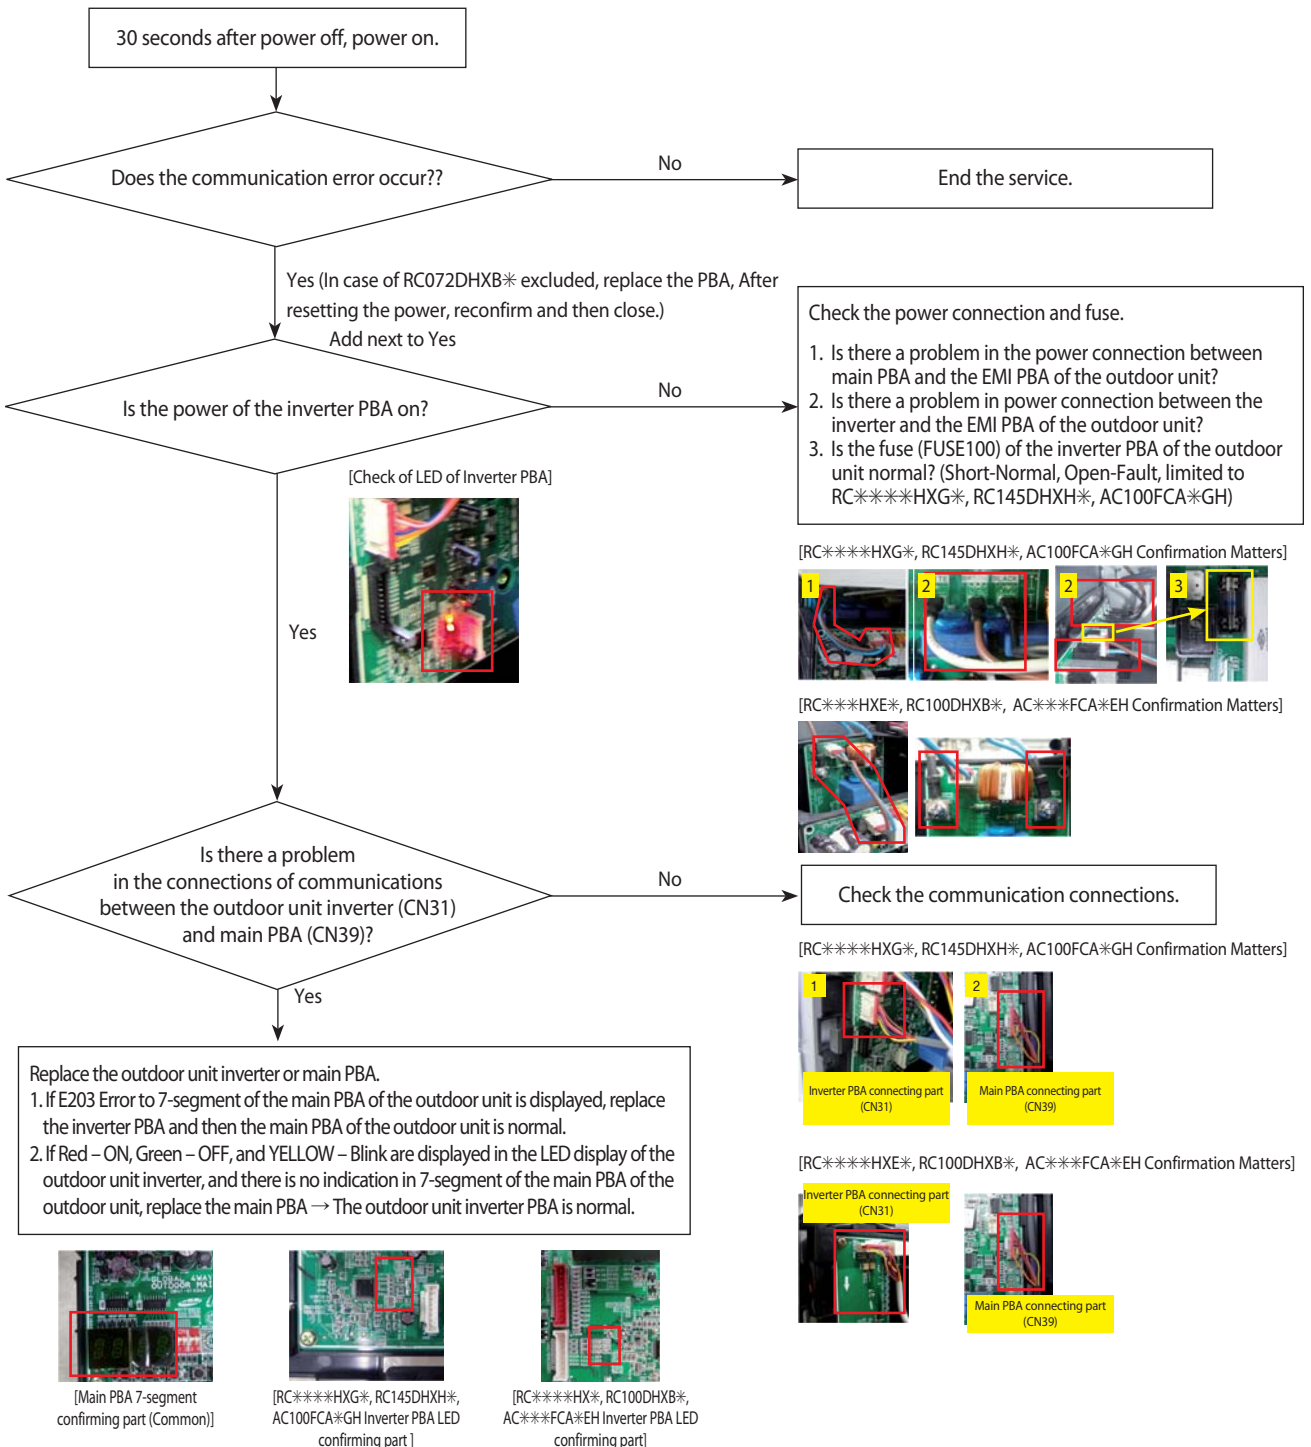 30 seconds after power off, power on.
Does the communication error occur??
No
End the service.
Yes (In case of RC072DHXB✳ excluded, replace the PBA, After
resetting the power, reconfirm and then close.)
Add next to Yes
Is the power of the inverter PBA on?
No
Check the power connection and fuse.
1. Is there a problem in the power connection between
main PBA and the EMI PBA of the outdoor unit?
2. Is there a problem in power connection between the
inverter and the EMI PBA of the outdoor unit?
3. Is the fuse (FUSE100) of the inverter PBA of the outdoor
unit normal? (Short-Normal, Open-Fault, limited to
RC✳✳✳✳HXG✳, RC145DHXH✳, AC100FCA✳GH)
[Check of LED of Inverter PBA]
Yes
[RC✳✳✳✳HXG✳, RC145DHXH✳, AC100FCA✳GH Confirmation Matters]
1
2
2
3
[RC✳✳✳HXE✳, RC100DHXB✳, AC✳✳✳FCA✳EH Confirmation Matters]
Is there a problem
in the connections of communications
between the outdoor unit inverter (CN31)
and main PBA (CN39)?
No
Check the communication connections.
Yes
[RC✳✳✳✳HXG✳, RC145DHXH✳, AC100FCA✳GH Confirmation Matters]
1
2
Inverter PBA connecting part
(CN31)
Main PBA connecting part
(CN39)
[RC✳✳✳✳HXE✳, RC100DHXB✳, AC✳✳✳FCA✳EH Confirmation Matters]
Inverter PBA connecting part
(CN31)
Main PBA connecting part
(CN39)
Replace the outdoor unit inverter or main PBA.
1. If E203 Error to 7-segment of the main PBA of the outdoor unit is displayed, replace
the inverter PBA and then the main PBA of the outdoor unit is normal.
2. If Red – ON, Green – OFF, and YELLOW – Blink are displayed in the LED display of the
outdoor unit inverter, and there is no indication in 7-segment of the main PBA of the
outdoor unit, replace the main PBA → The outdoor unit inverter PBA is normal.
GLOBAL 4WAY
OUTDOOR MAI
[Main PBA 7-segment
confirming part (Common)]
[RC✳✳✳✳HXG✳, RC145DHXH✳,
AC100FCA✳GH Inverter PBA LED
confirming part ]
[RC✳✳✳✳HX✳, RC100DHXB✳,
AC✳✳✳FCA✳EH Inverter PBA LED
confirming part]